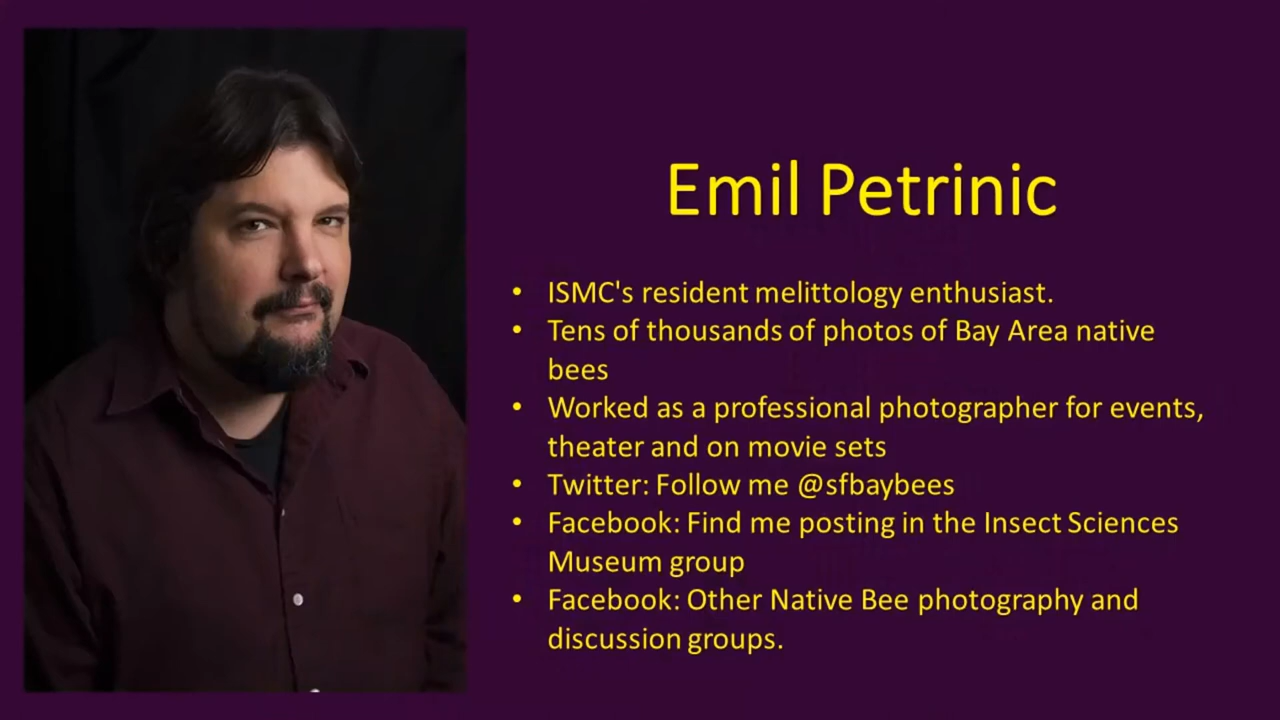 Emil Petrinic
• ISMC's resident melittology enthusiast.
• Tens of thousands of photos of Bay Area native
bees
• Worked as a professional photographer for events,
theater and on movie sets
• Twitter: Follow me @sfbaybees
• Facebook: Find me posting in the Insect Sciences
Museum group
• Facebook: Other Native Bee photography and
discussion groups.